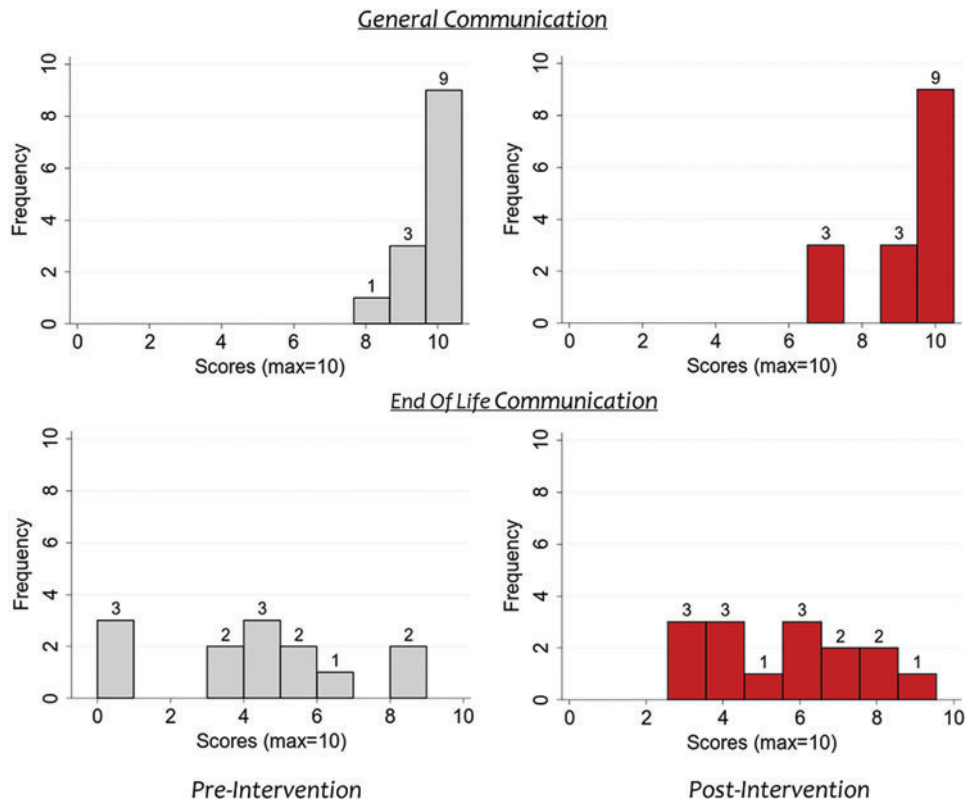 General Communication
10
8
6
4
2
0
Frequency
1
3
9
0 2 4 6 8 10
Scores (max=10)
10
8
6
4
2
0
Frequency
3
3
9
0 2 4 6 8 10
Scores (max=10)
End Of Life Communication
10
8
6
4
2
0
Frequency
3 2 3 2 1 2
0 2 4 6 8 10
Scores (max=10)
Pre-Intervention
10
8
6
4
2
0
Frequency
3 3 1 3 2 2 1
0 2 4 6 8 10
Scores (max=10)
Post-Intervention